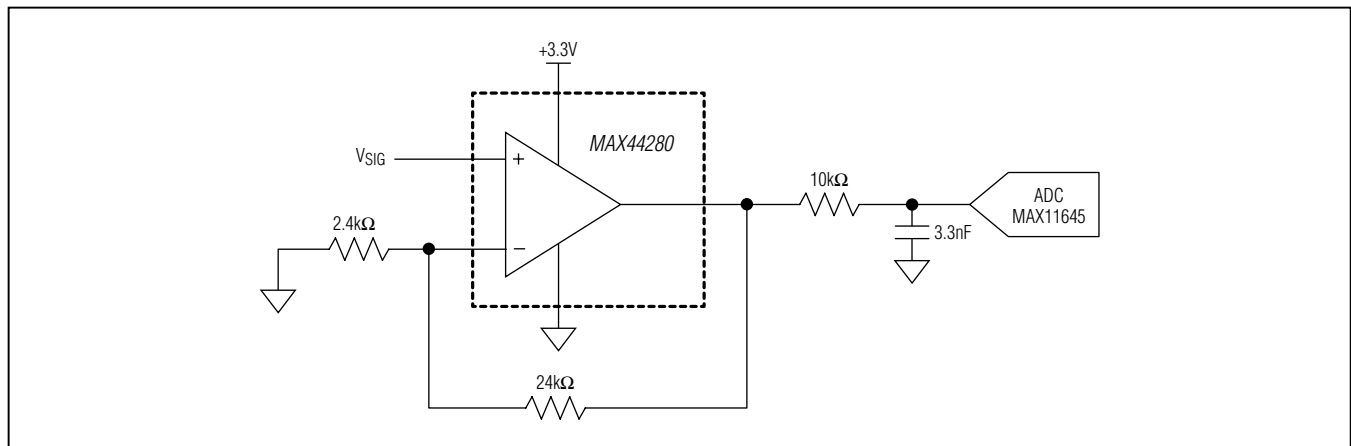 +3.3V
MAX44280
V_SIG
+
10kΩ
ADC
MAX11645
2.4kΩ
−
3.3nF
24kΩ